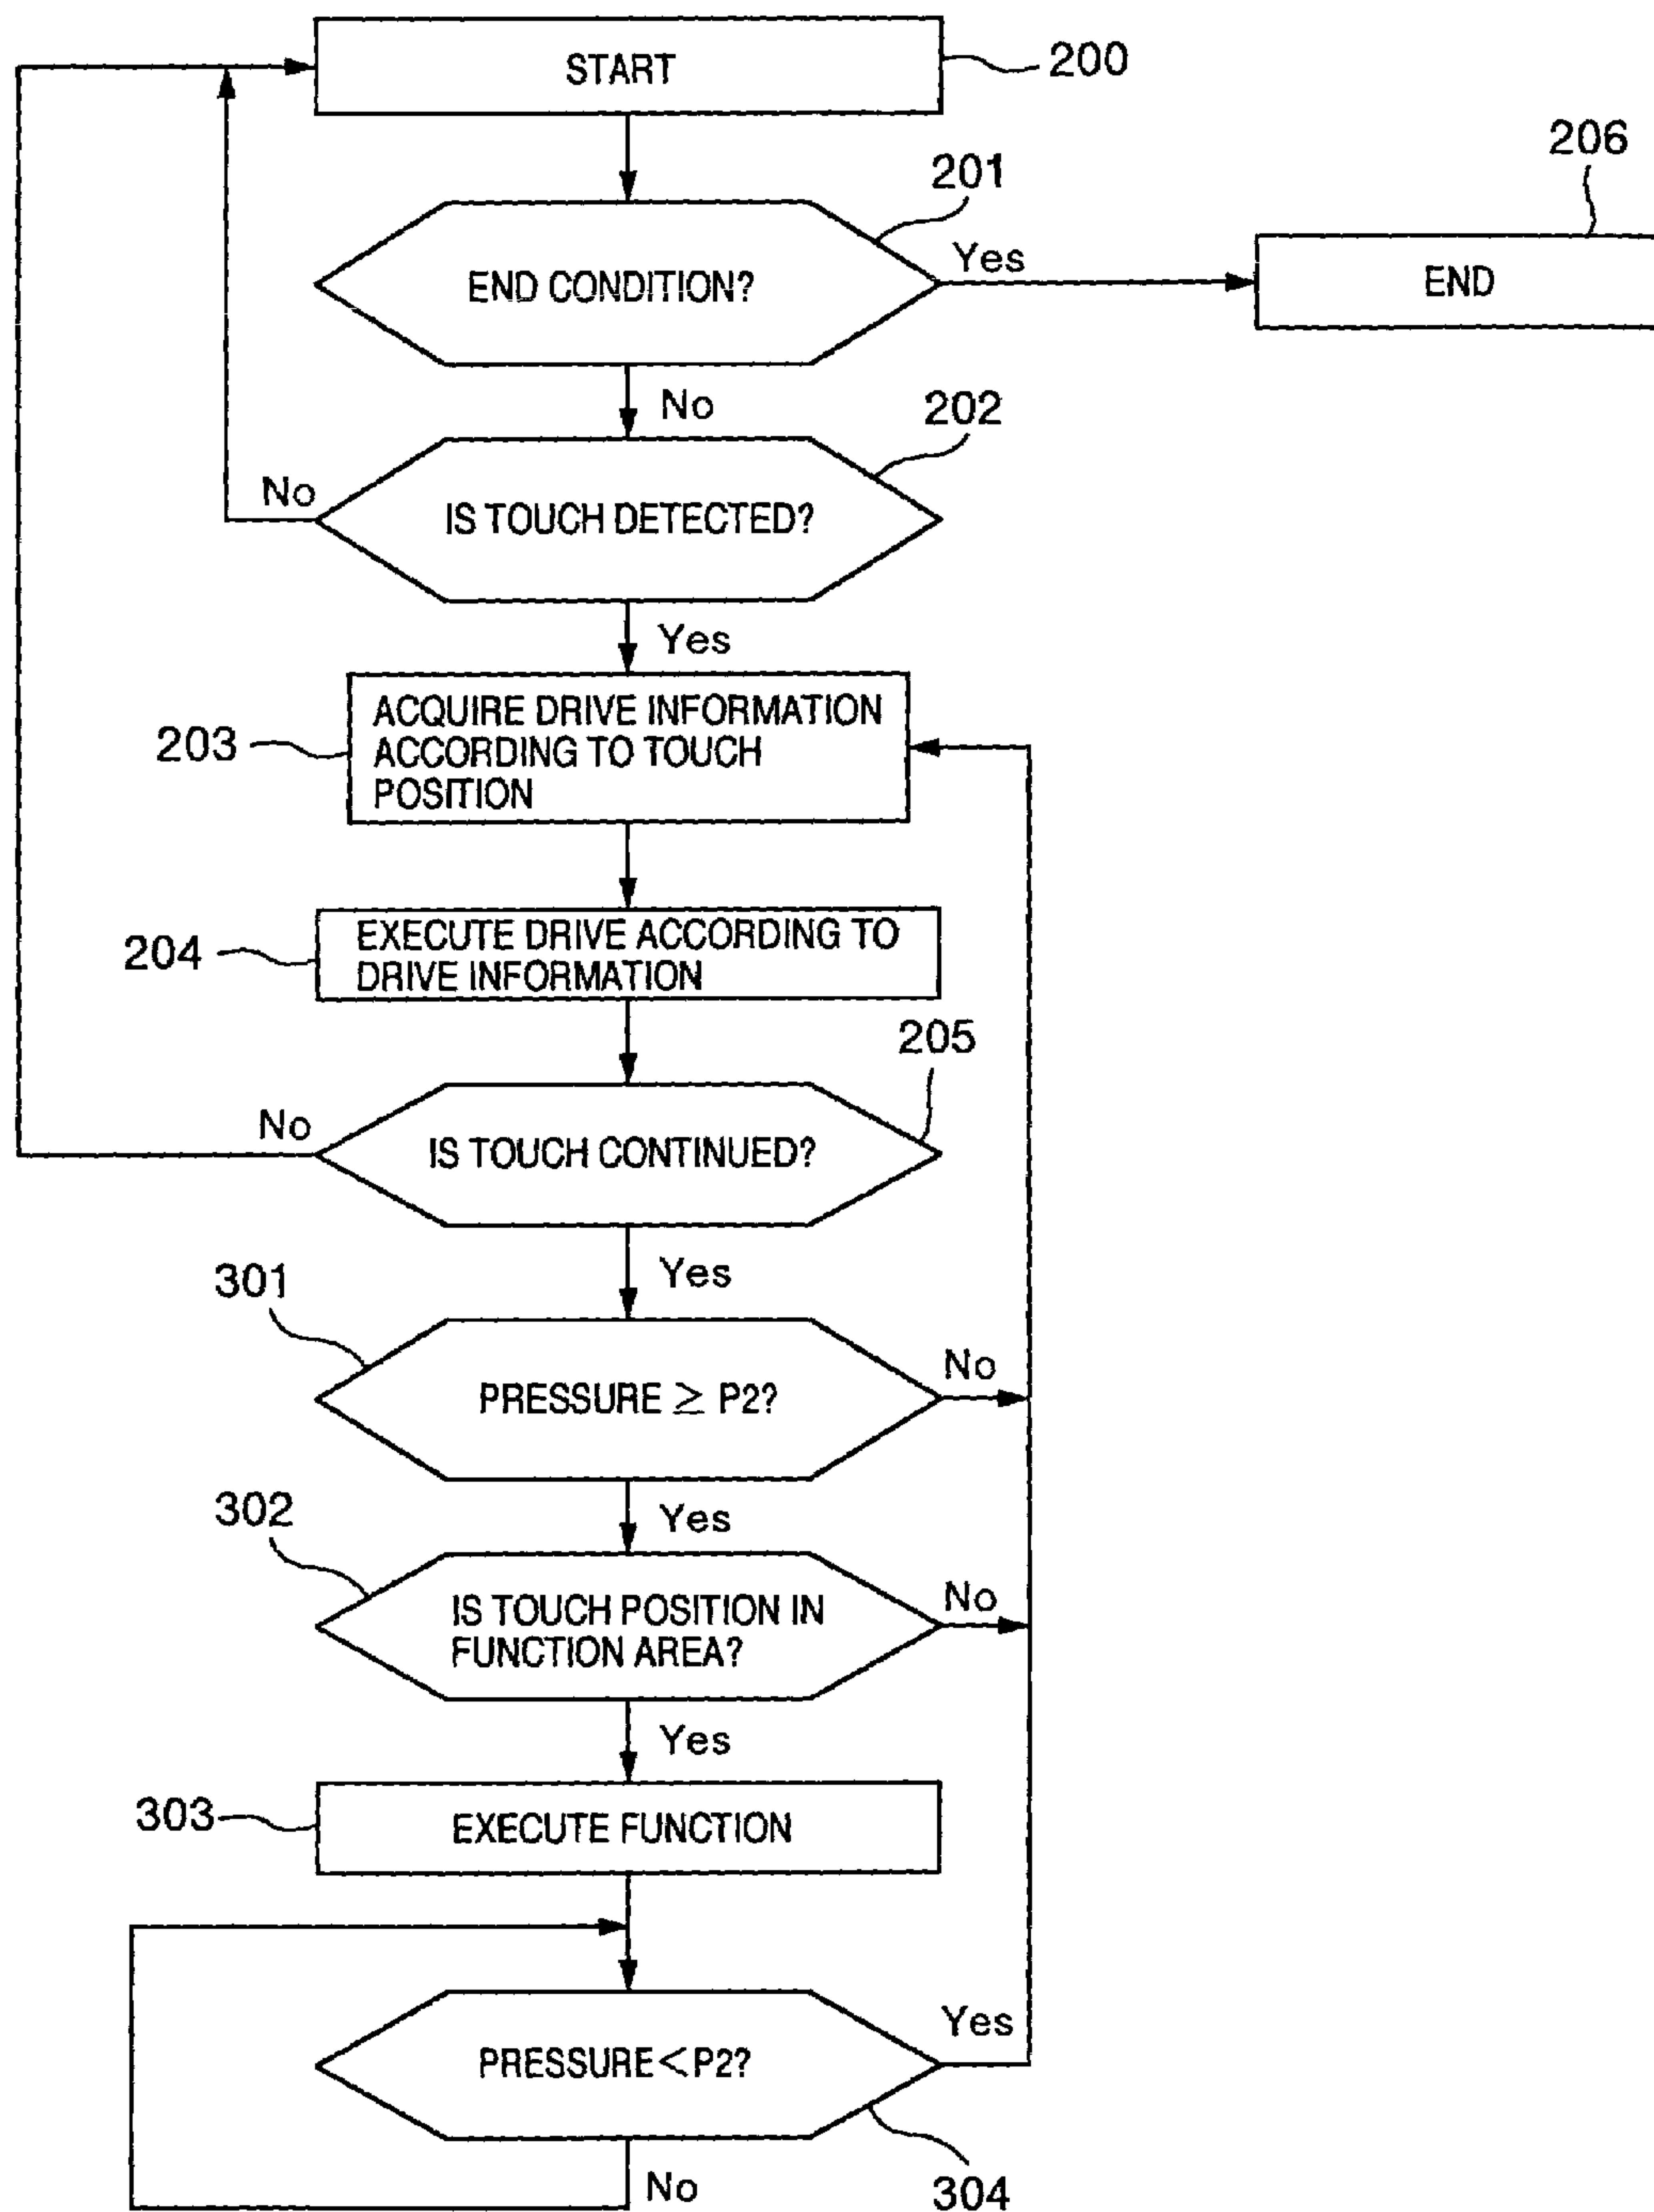 START
200
206
201
END CONDITION?
Yes
END
No
202
No
IS TOUCH DETECTED?
Yes
203
ACQUIRE DRIVE INFORMATION
ACCORDING TO TOUCH
POSITION
204
EXECUTE DRIVE ACCORDING TO
DRIVE INFORMATION
205
No
IS TOUCH CONTINUED?
Yes
301
No
PRESSURE ≥ P2?
Yes
302
No
IS TOUCH POSITION IN
FUNCTION AREA?
Yes
303
EXECUTE FUNCTION
Yes
PRESSURE<P2?
No
304